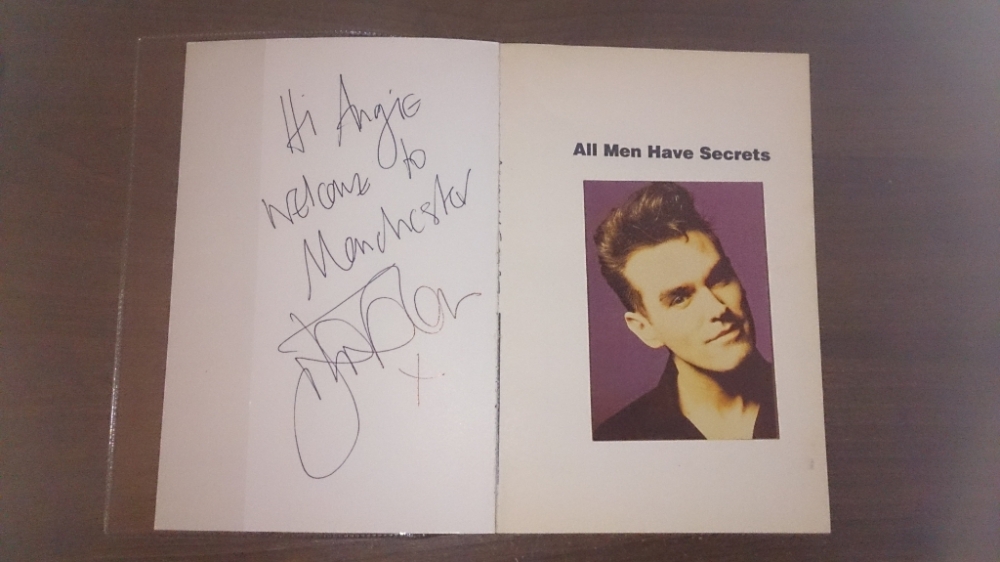 Hi Angie
welcome to
Manchester
x.
All Men Have Secrets